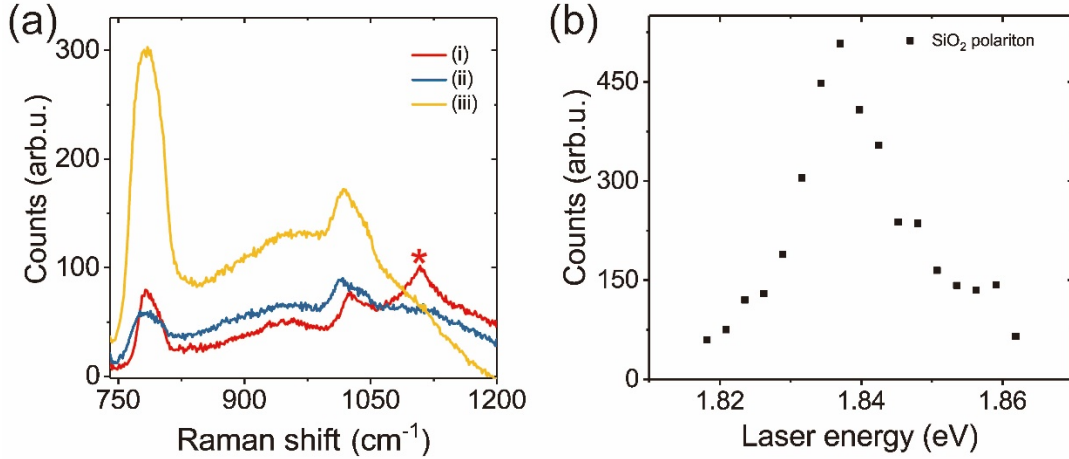 (a)
300
200
100
0
Counts (arb.u.)
(i)
(ii)
(iii)
*
750
900
1050
1200
Raman shift (cm⁻¹)
(b)
450
300
150
0
Counts (arb.u.)
SiO₂ polariton
1.82
1.84
1.86
Laser energy (eV)